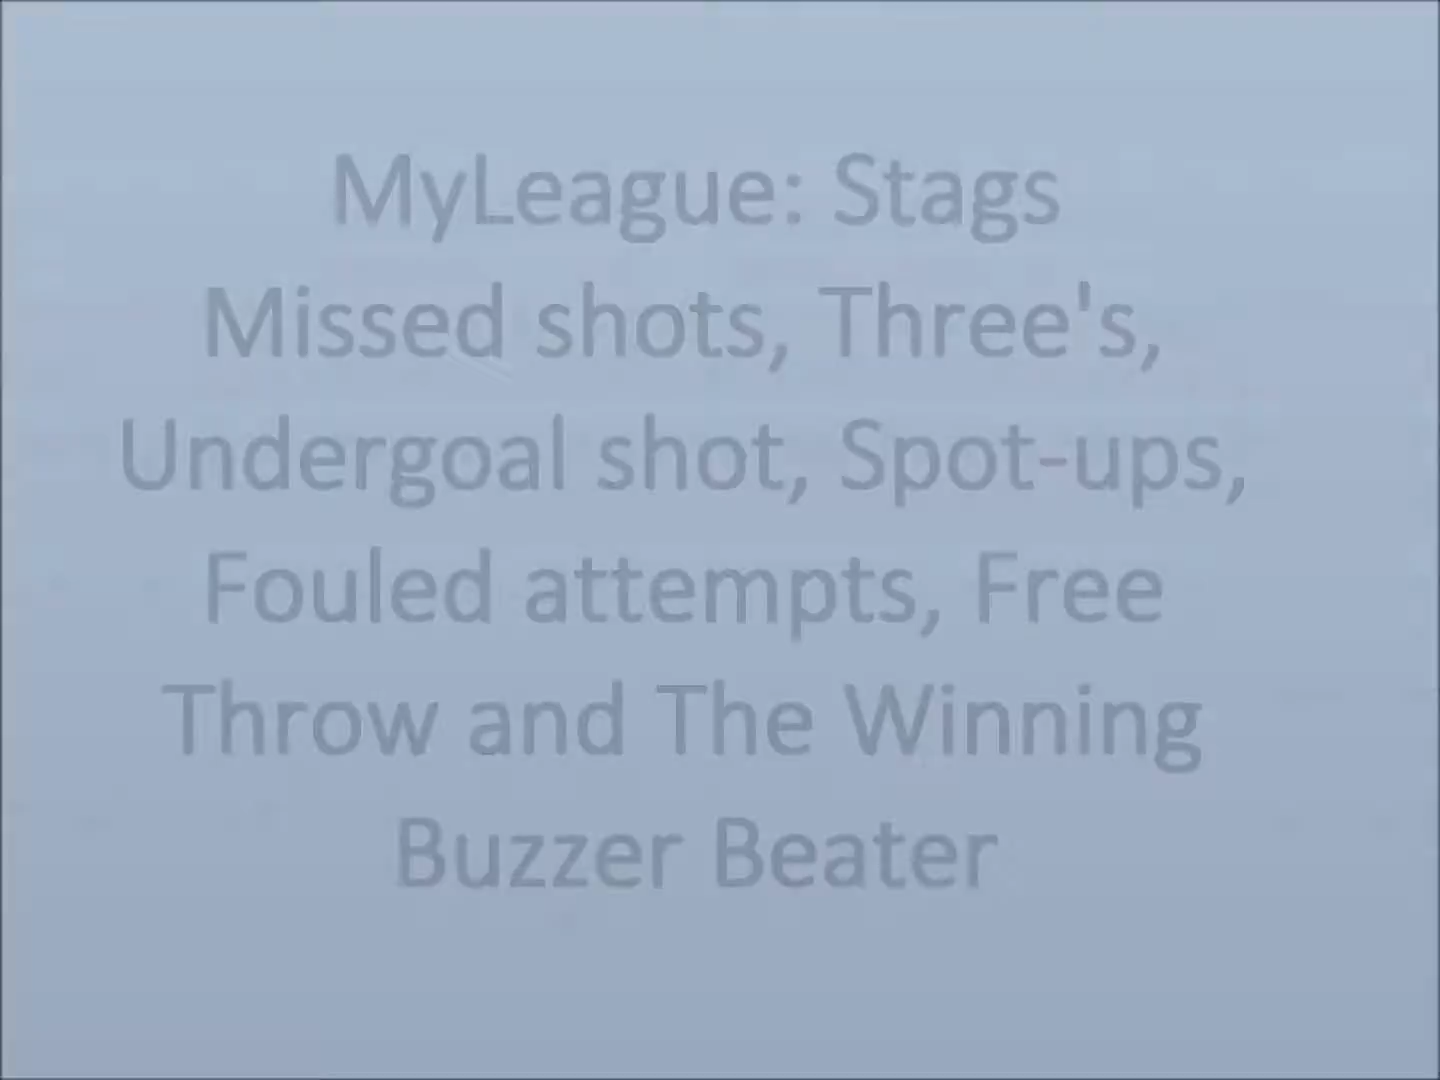 MyLeague: Stags
Missed shots, Three's,
Undergoal shot, Spot-ups,
Fouled attempts, Free
Throw and The Winning
Buzzer Beater